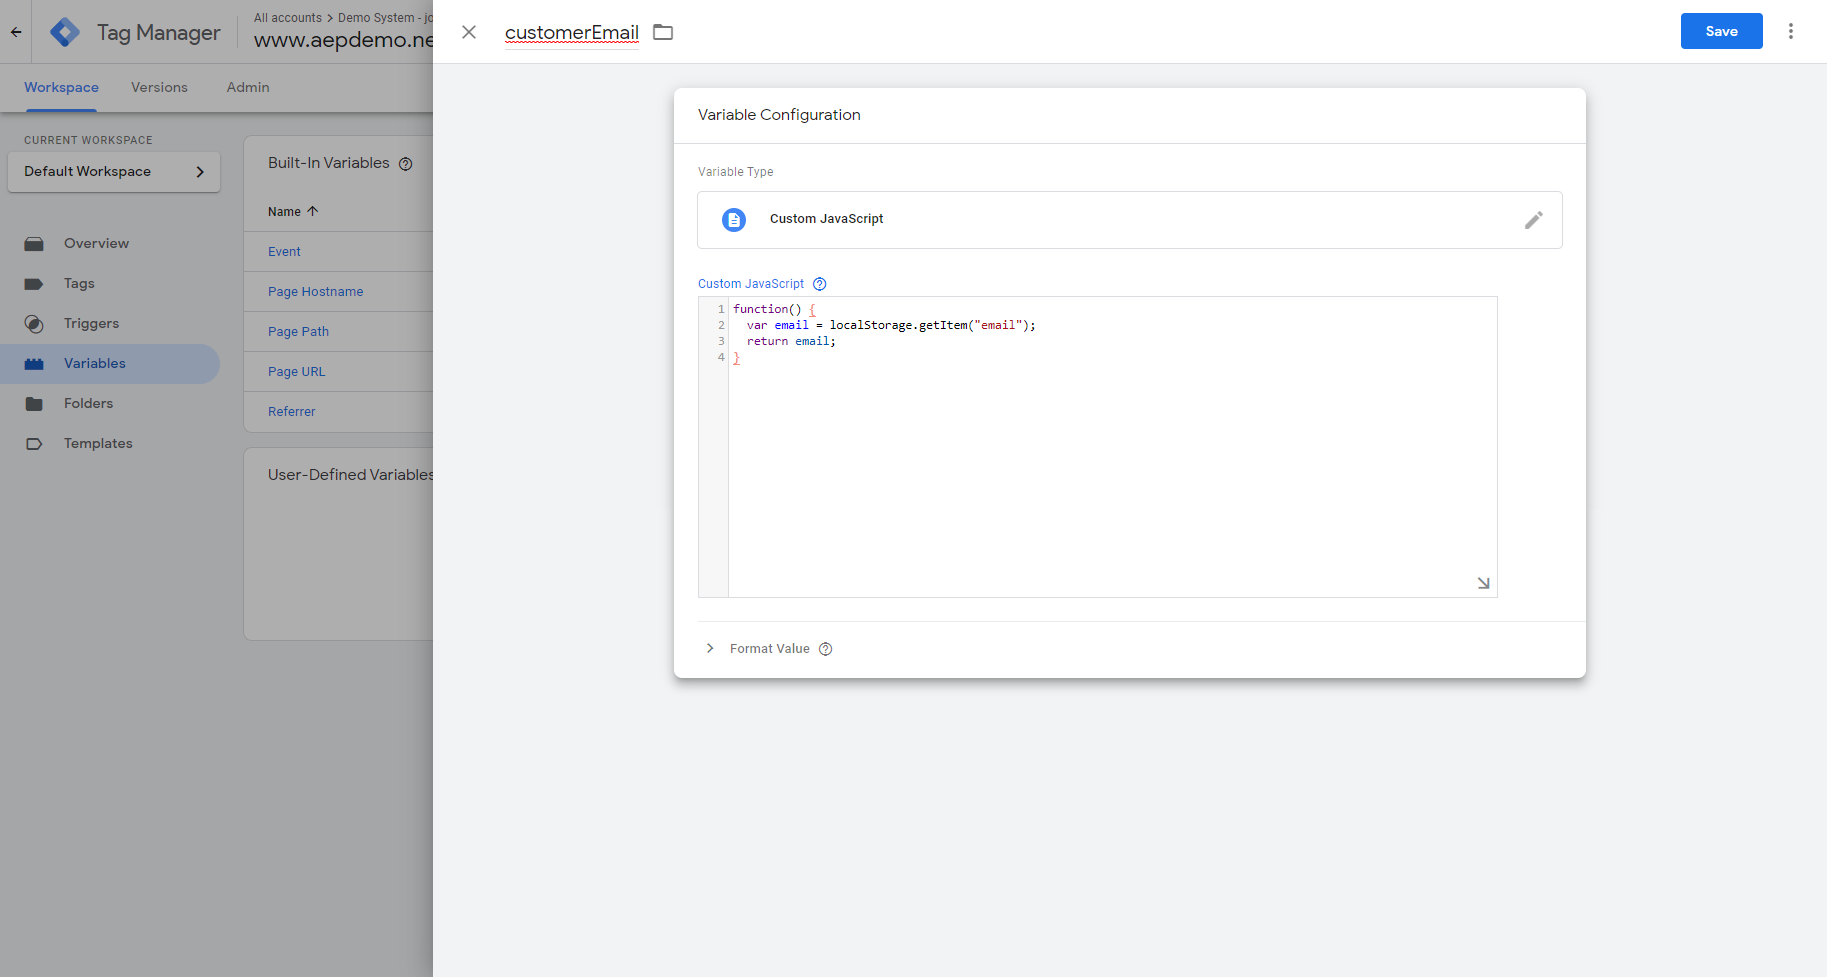 Tag Manager
All accounts > Demo System - jo
www.aepdemo.ne
customerEmail
Save
Workspace
Versions
Admin
CURRENT WORKSPACE
Default Workspace
Overview
Tags
Triggers
Variables
Folders
Templates
Built-In Variables
Name
Event
Page Hostname
Page Path
Page URL
Referrer
User-Defined Variables
Variable Configuration
Variable Type
Custom JavaScript
Custom JavaScript
1 function() {
2 var email = localStorage.getItem("email");
3 return email;
4 }
Format Value